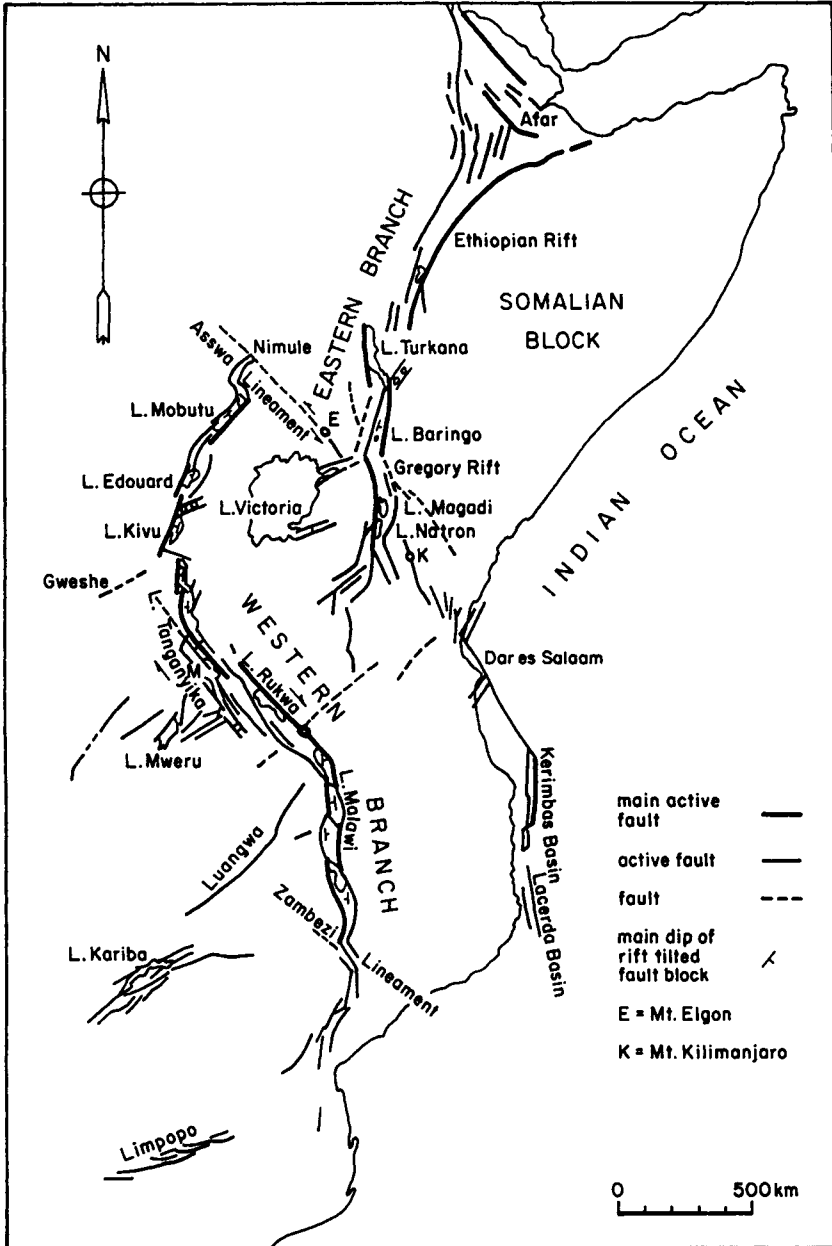 N
Afar
Ethiopian Rift
EASTERN BRANCH
SOMALIAN
BLOCK
Asswa
Lineament
Nimule
L. Turkana
E
L. Mobutu
L. Baringo
L. Edouard
Gregory Rift
L. Victoria
L. Magadi
L. Kivu
L. Natron
K
INDIAN OCEAN
Gweshe
WESTERN
BRANCH
L. Tanganyika
M
L. Rukwa
Dar es Salaam
L. Mweru
L. Malawi
Kerimbas Basin
Lacerda Basin
Luangwa
Zambezi
Lineament
L. Kariba
Limpopo
main active
fault
active fault
fault
main dip of
rift tilted
fault block
E = Mt. Elgon
K = Mt. Kilimanjaro
0 500km